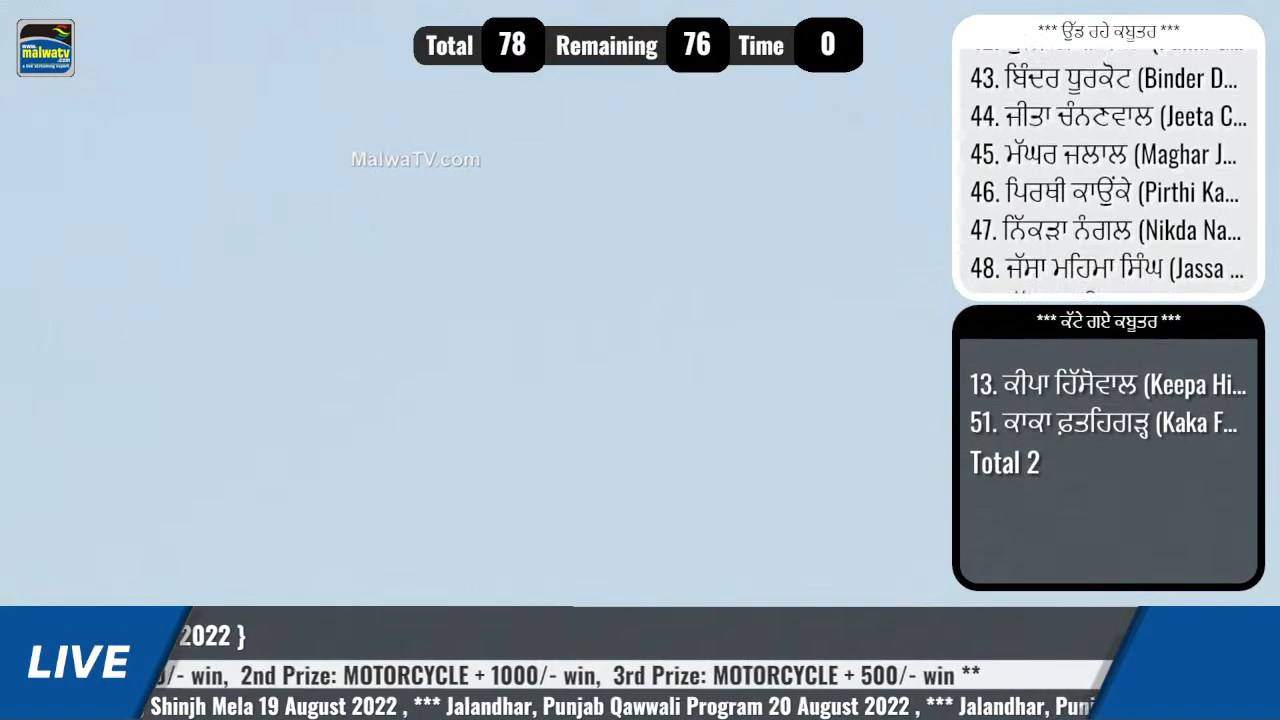 www.
malwatv
.com
a live streaming expert
Total 78 Remaining 76 Time 0
MalwaTV.com
*** ਉੱਡ ਰਹੇ ਕਬੂਤਰ ***
43. ਬਿੰਦਰ ਧੂਰਕੋਟ (Binder D...
44. ਜੀਤਾ ਚੰਨਣਵਾਲ (Jeeta C...
45. ਮੱਘਰ ਜਲਾਲ (Maghar J...
46. ਪਿਰਥੀ ਕਾਉਂਕੇ (Pirthi Ka...
47. ਨਿੱਕੜਾ ਨੰਗਲ (Nikda Na...
48. ਜੱਸਾ ਮਹਿਮਾ ਸਿੰਘ (Jassa ...
*** ਕੱਟੇ ਗਏ ਕਬੂਤਰ ***
13. ਕੀਪਾ ਹਿੱਸੋਵਾਲ (Keepa Hi...
51. ਕਾਕਾ ਫ਼ਤਹਿਗੜ੍ਹ (Kaka F...
Total 2
LIVE
2022 }
/- win, 2nd Prize: MOTORCYCLE + 1000/- win, 3rd Prize: MOTORCYCLE + 500/- win **
Shinjh Mela 19 August 2022 , *** Jalandhar, Punjab Qawwali Program 20 August 2022 , *** Jalandhar,